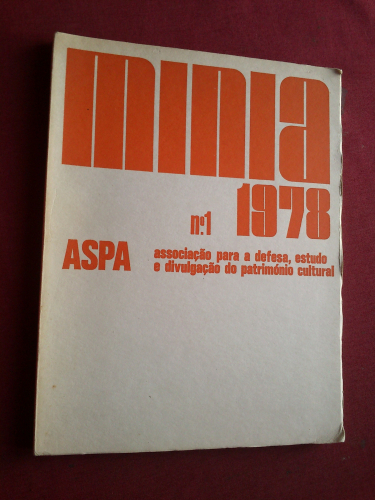 minia
nº1 1978
ASPA associação para a defesa, estudo
e divulgação do património cultural